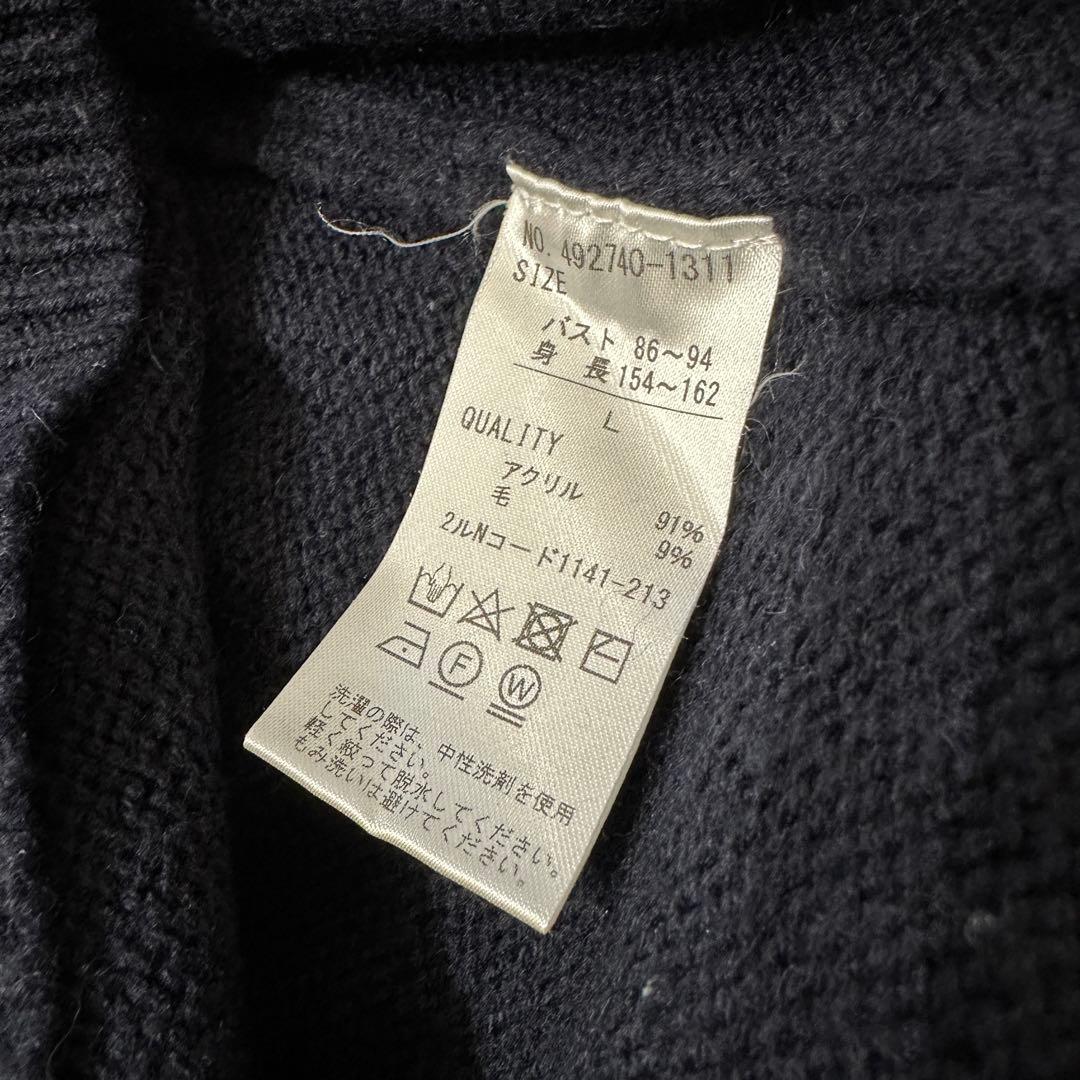 NO. 492740-1311
SIZE
バスト 86~94
身 長 154~162
L
QUALITY
アクリル 91%
毛 9%
2ルNコード1141-213
F W
洗濯の際は、中性洗剤を使用
してください。
軽く絞って脱水してください。
もみ洗いは避けてください。